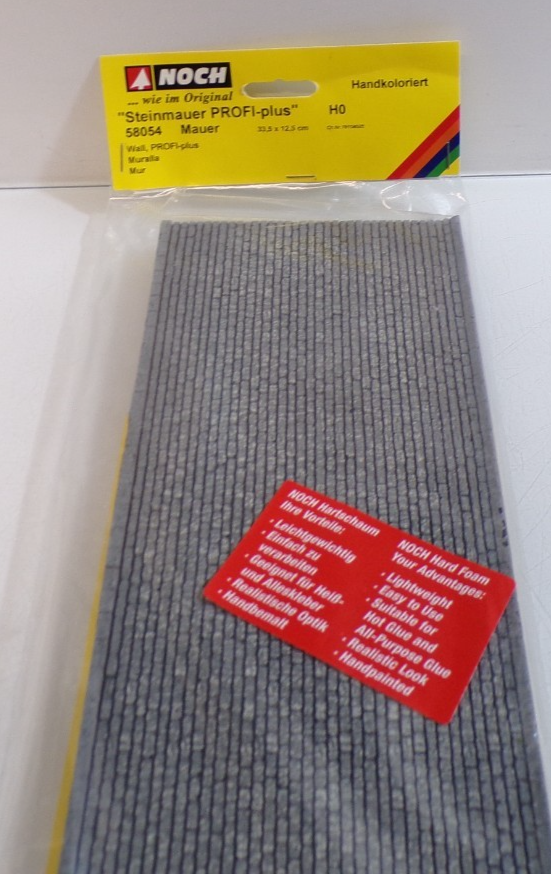 NOCH
... wie im Original
Handkoloriert
"Steinmauer PROFI-plus" H0
58054 Mauer 33,5 x 12,5 cm
Wall, PROFI-plus
Muralla
Mur
NOCH Hartschaum
Ihre Vorteile:
· Leichtgewichtig
· Einfach zu
verarbeiten
· Geeignet für Heiß-
und Alleskleber
· Realistische Optik
· Handbemalt
NOCH Hard Foam
Your Advantages:
· Lightweight
· Easy to Use
· Suitable for
Hot Glue and
All-Purpose Glue
· Realistic Look
· Handpainted